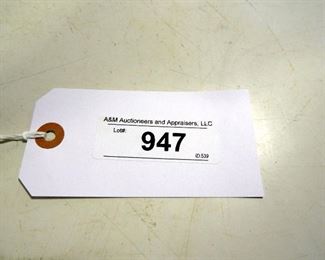 A&M Auctioneers and Appraisers, LLC
Lot#:
947
ID:539